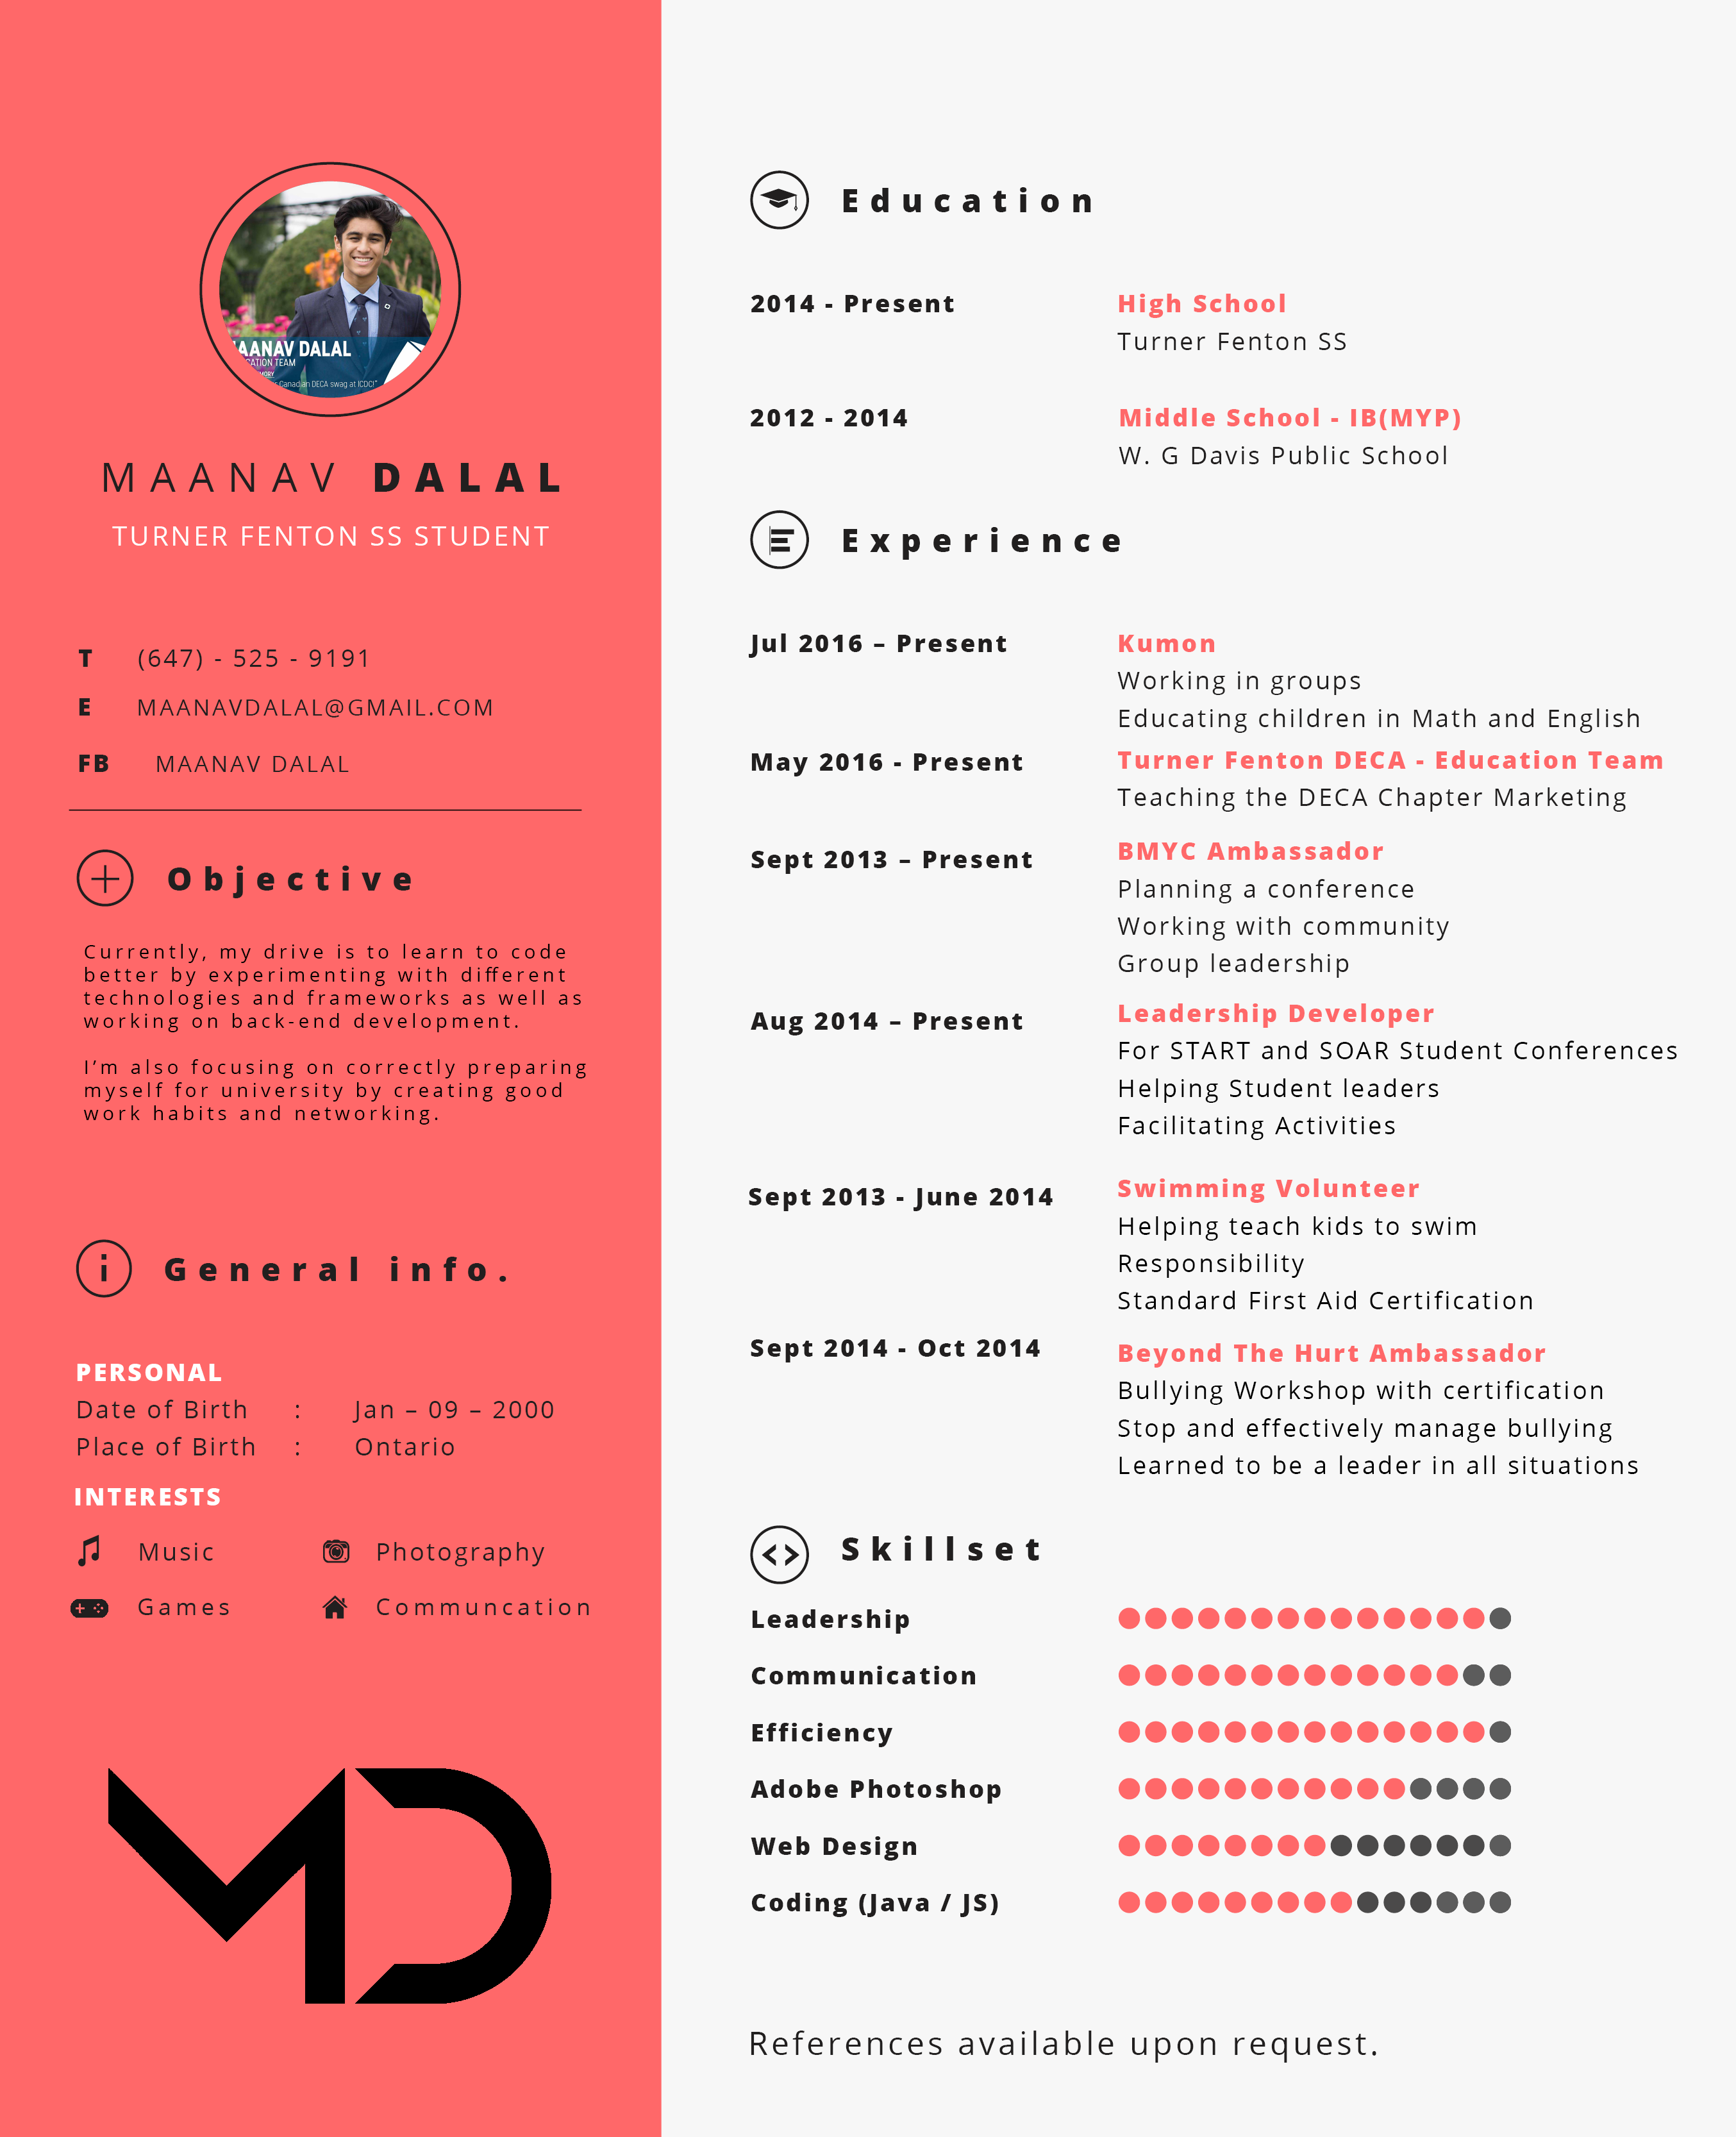 AANAV DALAL
CATION TEAM
MORY
Canadian DECA swag at ICDC!"
MAANAV DALAL
TURNER FENTON SS STUDENT
T (647) - 525 - 9191
E MAANAVDALAL@GMAIL.COM
FB MAANAV DALAL
Objective
Currently, my drive is to learn to code
better by experimenting with different
technologies and frameworks as well as
working on back-end development.
I’m also focusing on correctly preparing
myself for university by creating good
work habits and networking.
General info.
PERSONAL
Date of Birth : Jan – 09 – 2000
Place of Birth : Ontario
INTERESTS
Music Photography
Games Communcation
MD
Education
2014 - Present High School
Turner Fenton SS
2012 - 2014 Middle School - IB(MYP)
W. G Davis Public School
Experience
Jul 2016 – Present Kumon
Working in groups
Educating children in Math and English
May 2016 - Present Turner Fenton DECA - Education Team
Teaching the DECA Chapter Marketing
Sept 2013 – Present BMYC Ambassador
Planning a conference
Working with community
Group leadership
Aug 2014 – Present Leadership Developer
For START and SOAR Student Conferences
Helping Student leaders
Facilitating Activities
Sept 2013 - June 2014 Swimming Volunteer
Helping teach kids to swim
Responsibility
Standard First Aid Certification
Sept 2014 - Oct 2014 Beyond The Hurt Ambassador
Bullying Workshop with certification
Stop and effectively manage bullying
Learned to be a leader in all situations
Skillset
Leadership
Communication
Efficiency
Adobe Photoshop
Web Design
Coding (Java / JS)
References available upon request.